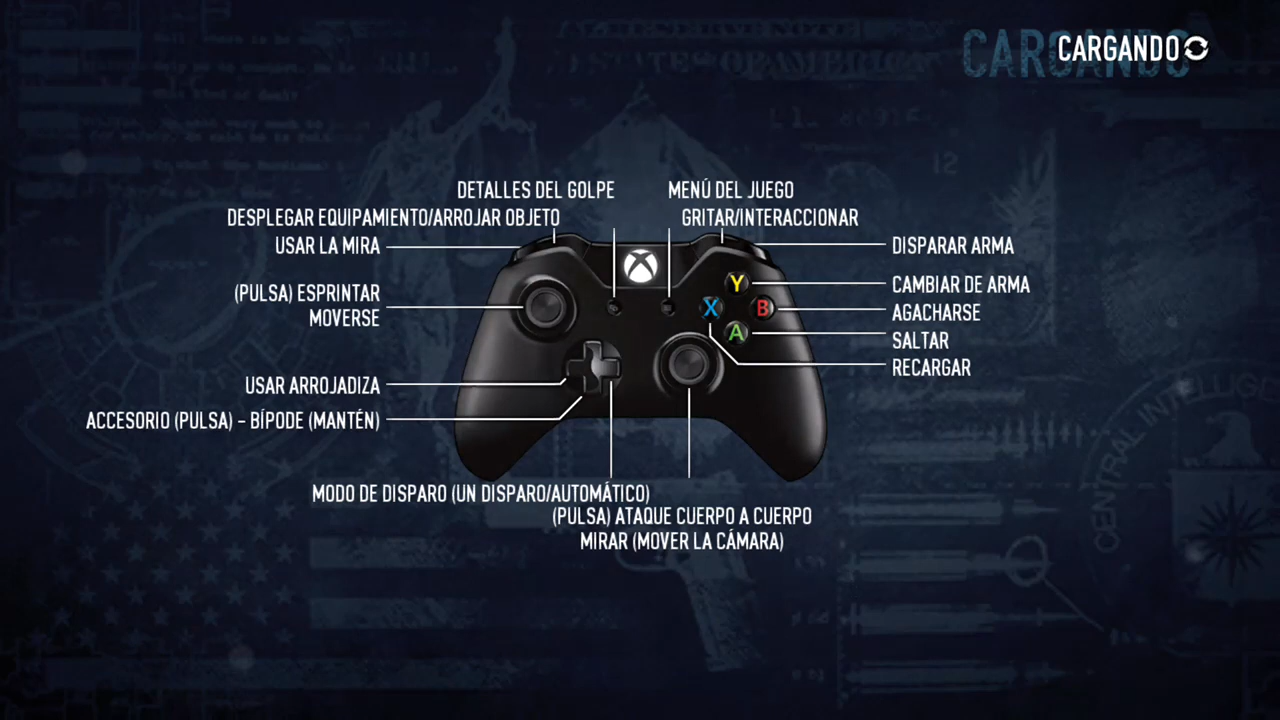 CARGANDO
DETALLES DEL GOLPE
MENÚ DEL JUEGO
DESPLEGAR EQUIPAMIENTO/ARROJAR OBJETO
GRITAR/INTERACCIONAR
USAR LA MIRA
DISPARAR ARMA
(PULSA) ESPRINTAR
MOVERSE
CAMBIAR DE ARMA
AGACHARSE
SALTAR
RECARGAR
Y
X
B
A
USAR ARROJADIZA
ACCESORIO (PULSA) - BÍPODE (MANTÉN)
MODO DE DISPARO (UN DISPARO/AUTOMÁTICO)
(PULSA) ATAQUE CUERPO A CUERPO
MIRAR (MOVER LA CÁMARA)
CENTRAL
12